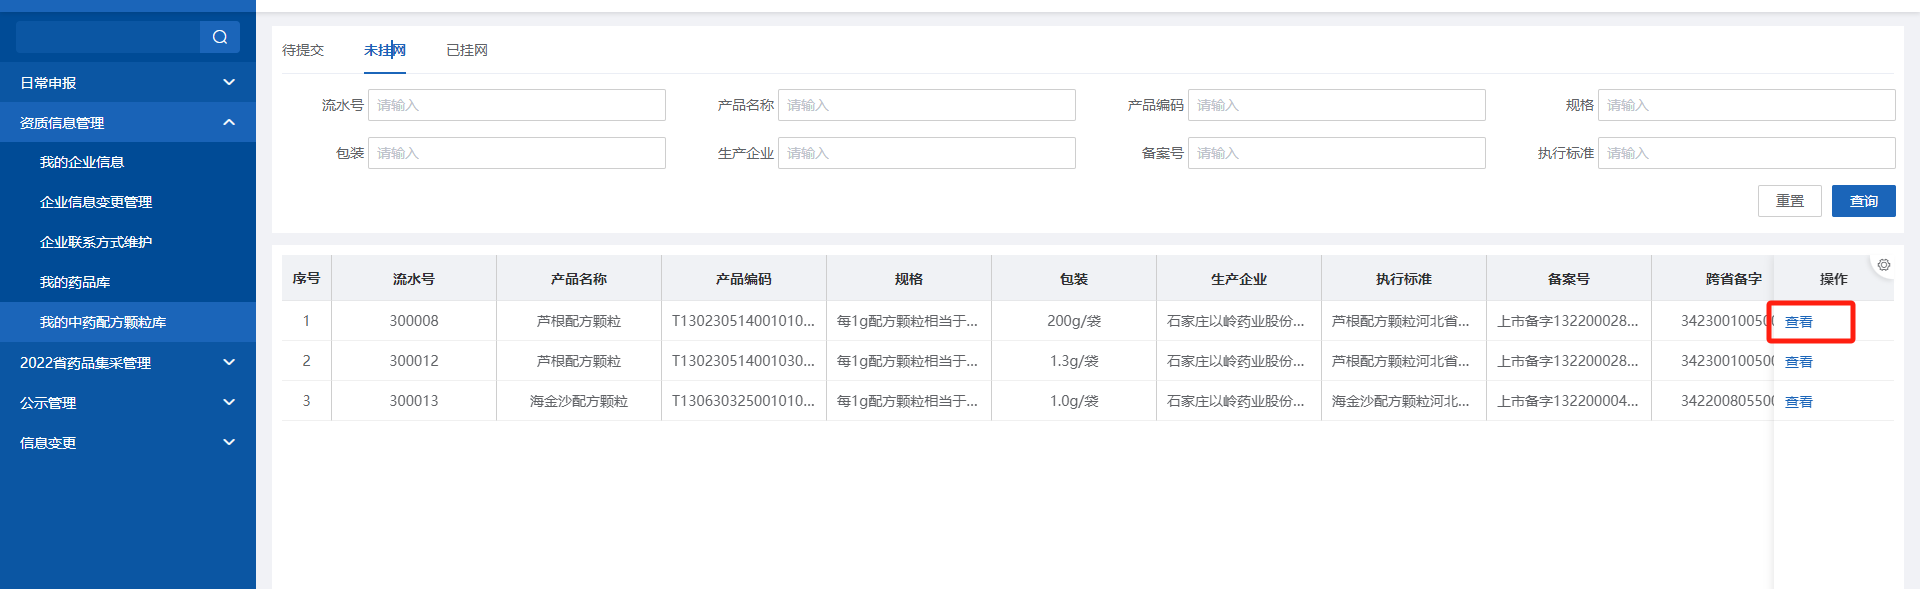 日常申报
资质信息管理
我的企业信息
企业信息变更管理
企业联系方式维护
我的药品库
我的中药配方颗粒库
2022省药品集采管理
公示管理
信息变更
待提交 未挂网 已挂网
流水号 请输入 产品名称 请输入 产品编码 请输入 规格 请输入
包装 请输入 生产企业 请输入 备案号 请输入 执行标准 请输入
重置 查询
序号 流水号 产品名称 产品编码 规格 包装 生产企业 执行标准 备案号 跨省备字 操作
1 300008 芦根配方颗粒 T130230514001010... 每1g配方颗粒相当于... 200g/袋 石家庄以岭药业股份... 芦根配方颗粒河北省... 上市备字132200028... 34230010050 查看
2 300012 芦根配方颗粒 T130230514001030... 每1g配方颗粒相当于... 1.3g/袋 石家庄以岭药业股份... 芦根配方颗粒河北省... 上市备字132200028... 342300100500 查看
3 300013 海金沙配方颗粒 T130630325001010... 每1g配方颗粒相当于... 1.0g/袋 石家庄以岭药业股份... 海金沙配方颗粒河北... 上市备字132200004... 342200805500 查看